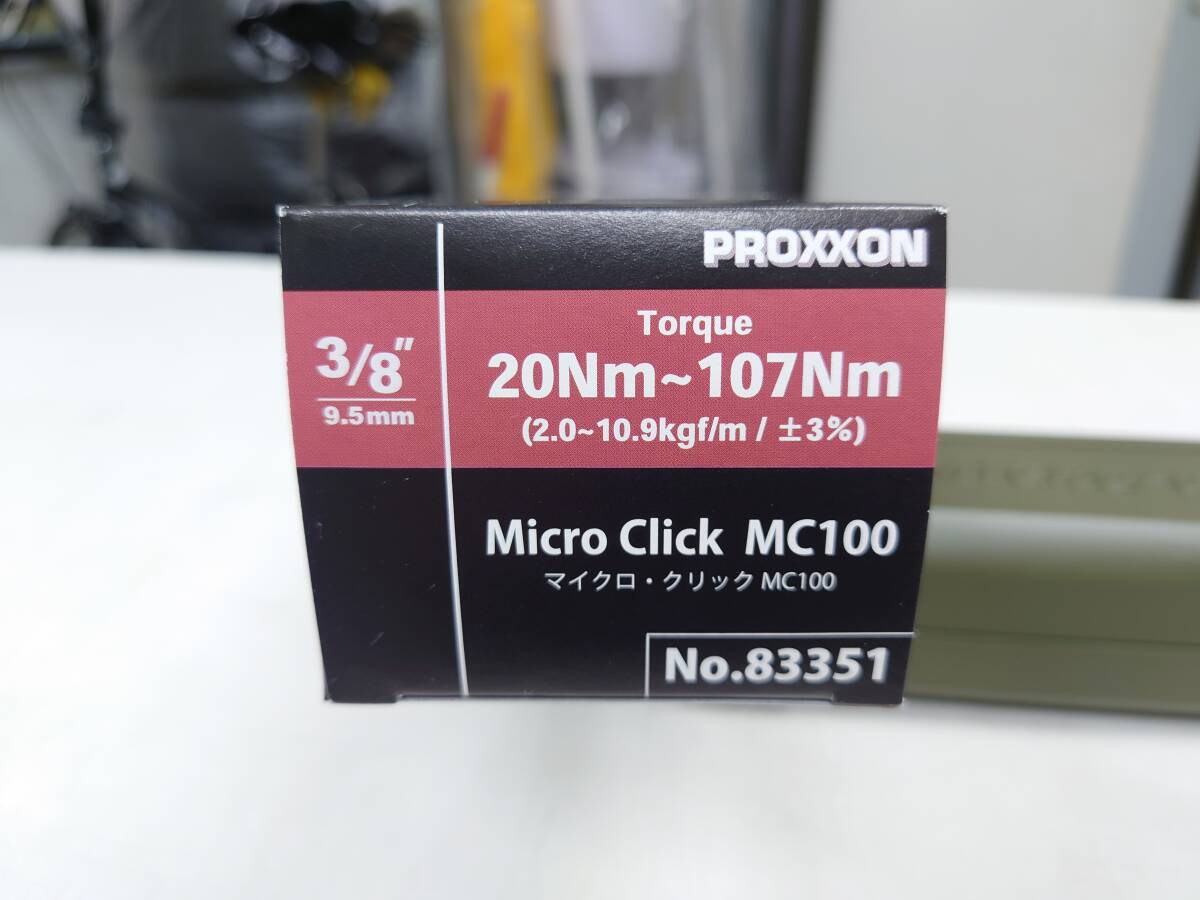 PROXXON
3/8"
9.5mm
Torque
20Nm~107Nm
(2.0~10.9kgf/m / ±3%)
Micro Click MC100
マイクロ・クリック MC100
No.83351